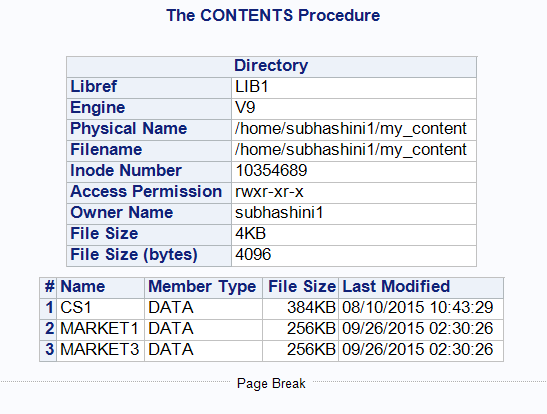 The CONTENTS Procedure
Directory
Libref LIB1
Engine V9
Physical Name /home/subhashini1/my_content
Filename /home/subhashini1/my_content
Inode Number 10354689
Access Permission rwxr-xr-x
Owner Name subhashini1
File Size 4KB
File Size (bytes) 4096
# Name Member Type File Size Last Modified
1 CS1 DATA 384KB 08/10/2015 10:43:29
2 MARKET1 DATA 256KB 09/26/2015 02:30:26
3 MARKET3 DATA 256KB 09/26/2015 02:30:26
Page Break